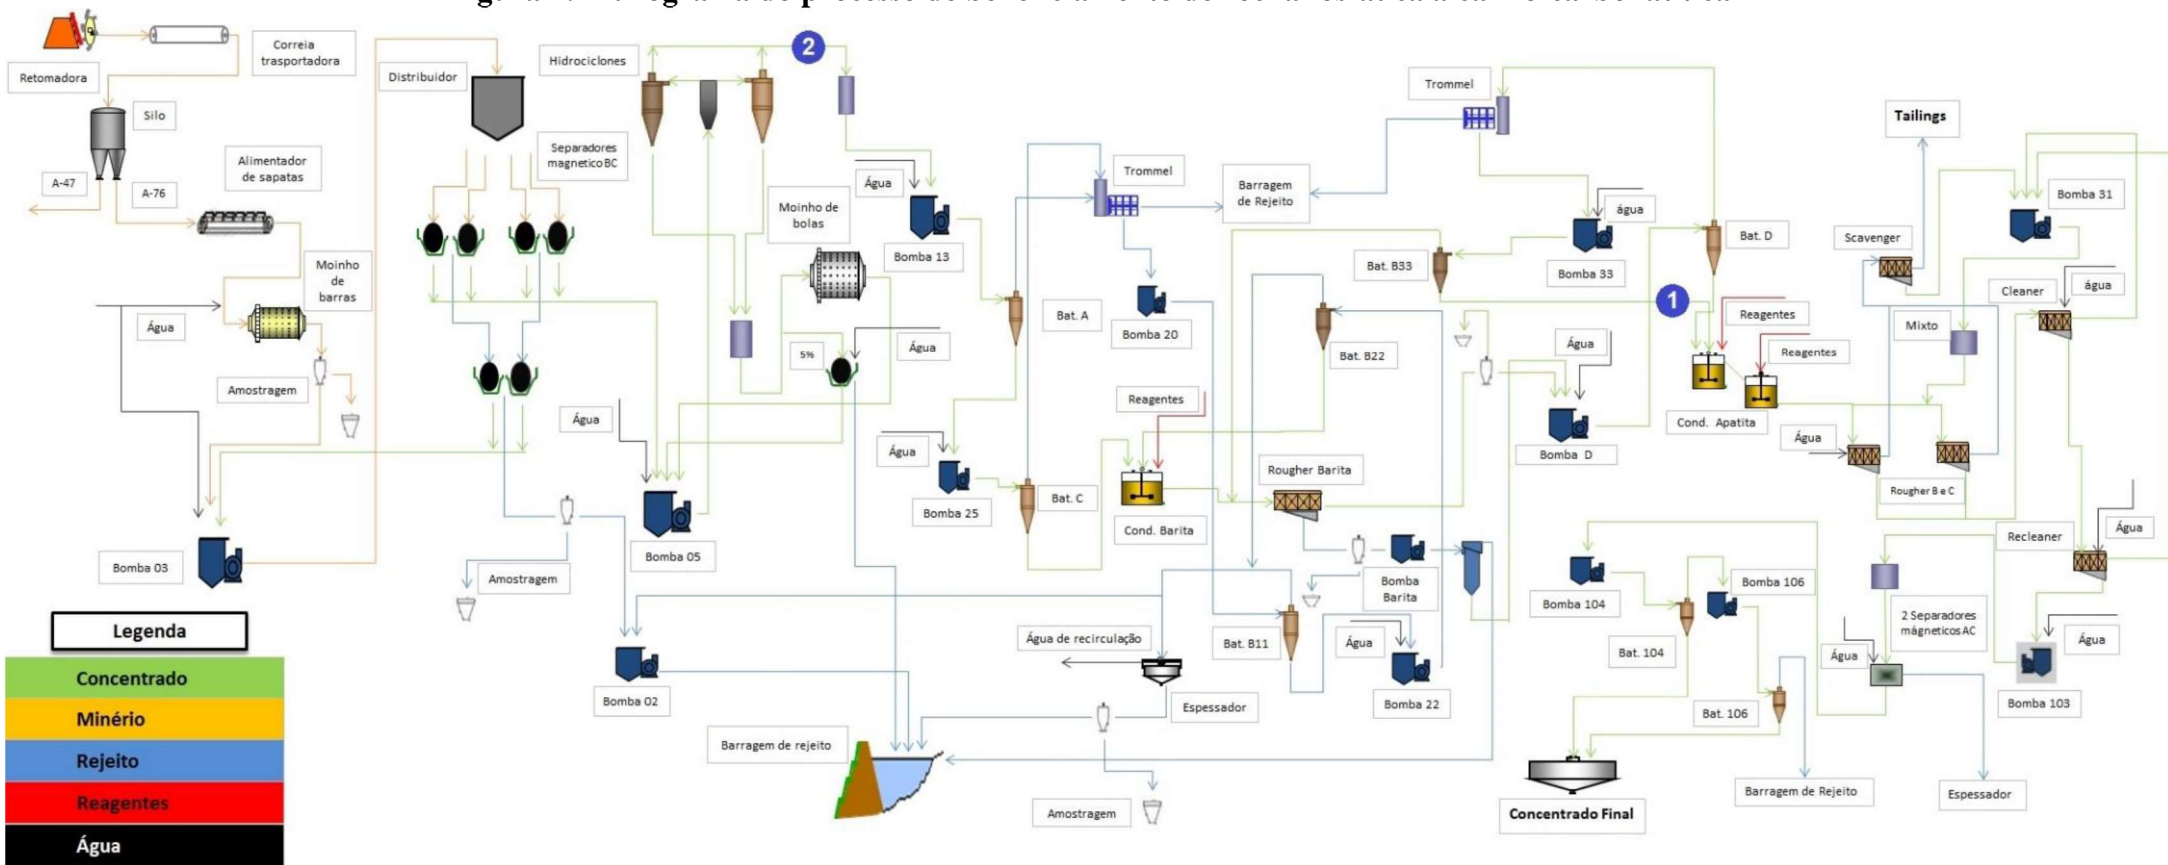 Retomadora
Correia
trasportadora
Silo
A-47
A-76
Alimentador
de sapatas
Moinho
de
barras
Água
Amostragem
Bomba 03
Distribuidor
Separadores
magnetico BC
Hidrociclones
2
Moinho de
bolas
5%
Água
Água
Bomba 05
Amostragem
Bomba 02
Água
Bomba 13
Bat. A
Água
Bomba 25
Bat. C
Trommel
Bomba 20
Barragem
de Rejeito
Reagentes
Cond. Barita
Rougher Barita
Bat. B22
Bat. B33
Trommel
água
Bomba 33
Bat. D
1
Água
Bomba D
Reagentes
Reagentes
Cond. Apatita
Tailings
Scavenger
Bomba 31
Cleaner
água
Mixto
Água
Rougher B e C
Recleaner
Água
Bomba
Barita
Água
Bomba 22
Bat. B11
Água de recirculação
Espessador
Barragem de rejeito
Amostragem
Bomba 104
Bat. 104
Bomba 106
Bat. 106
2 Separadores
mágneticos AC
Água
Água
Bomba 103
Barragem de Rejeito
Espessador
Concentrado Final
Legenda
Concentrado
Minério
Rejeito
Reagentes
Água